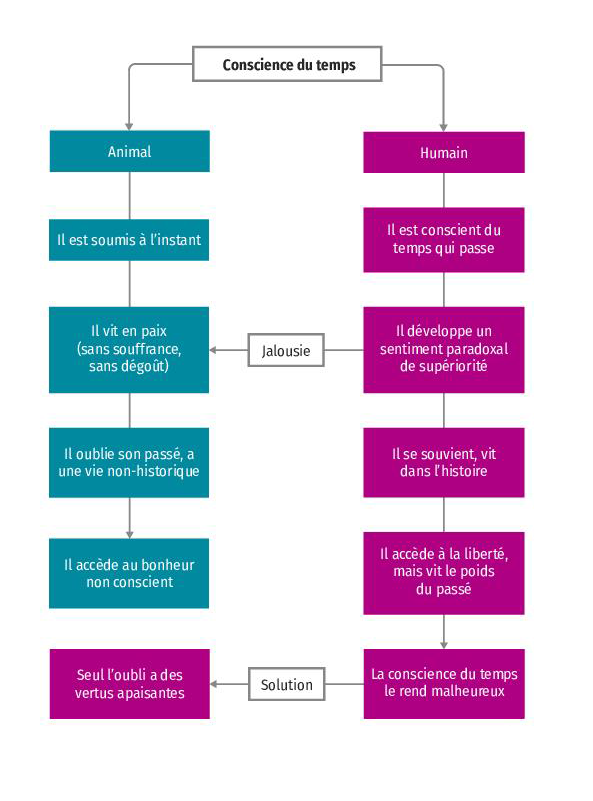 Conscience du temps
Animal
Humain
Il est soumis à l'instant
Il est conscient du
temps qui passe
Il vit en paix
(sans souffrance,
sans dégoût)
Jalousie
Il développe un
sentiment paradoxal
de supériorité
Il oublie son passé, a
une vie non-historique
Il se souvient, vit
dans l'histoire
Il accède au bonheur
non conscient
Il accède à la liberté,
mais vit le poids
du passé
Seul l'oubli a des
vertus apaisantes
Solution
La conscience du temps
le rend malheureux